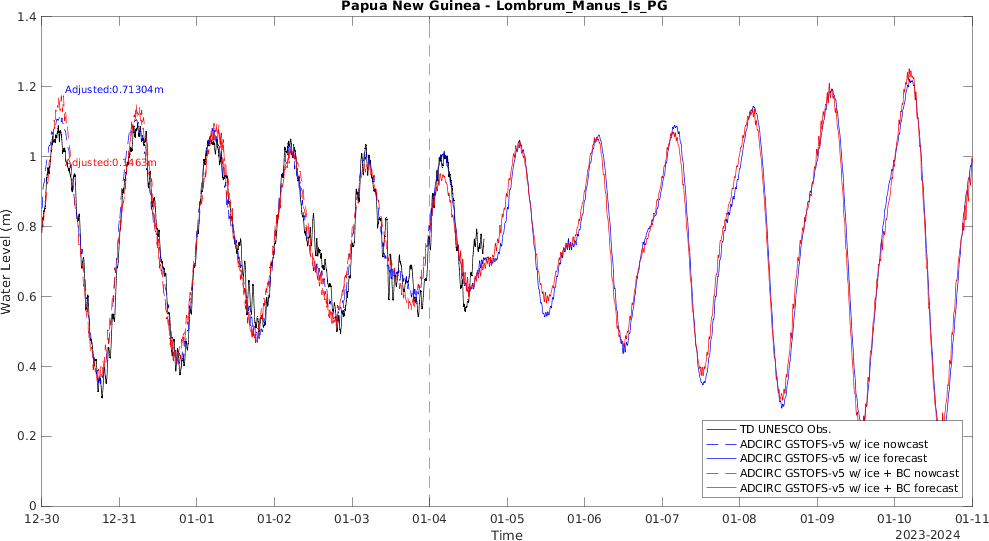 Papua New Guinea - Lombrum_Manus_Is_PG
1.4
1.2
1
0.8
0.6
0.4
0.2
0
Water Level (m)
Adjusted:0.71304m
Adjusted:0.1463m
TD UNESCO Obs.
ADCIRC GSTOFS-v5 w/ ice nowcast
ADCIRC GSTOFS-v5 w/ ice forecast
ADCIRC GSTOFS-v5 w/ ice + BC nowcast
ADCIRC GSTOFS-v5 w/ ice + BC forecast
12-30 12-31 01-01 01-02 01-03 01-04 01-05 01-06 01-07 01-08 01-09 01-10 01-11
Time
2023-2024